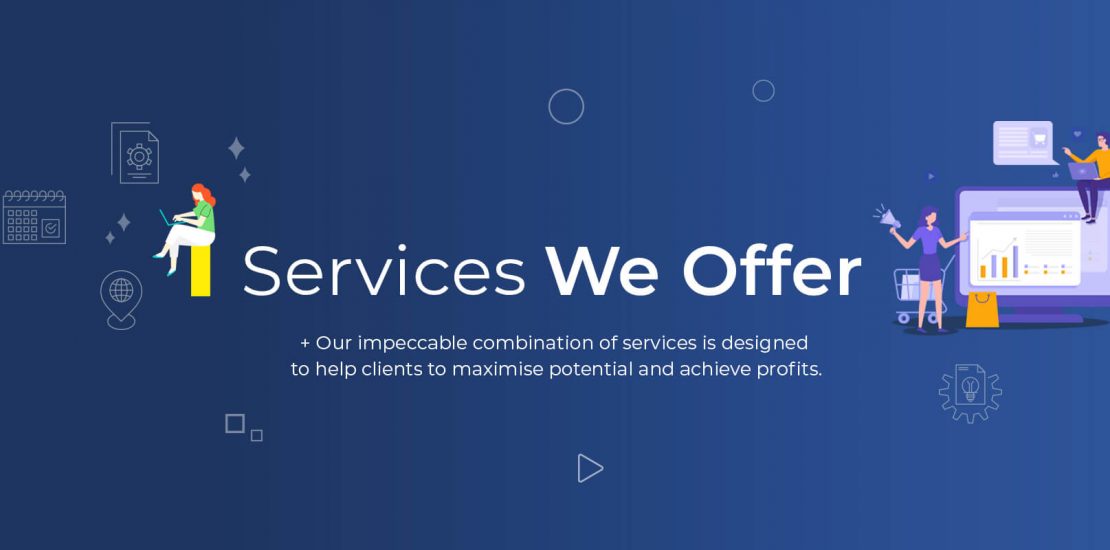 Services We Offer
+ Our impeccable combination of services is designed
to help clients to maximise potential and achieve profits.